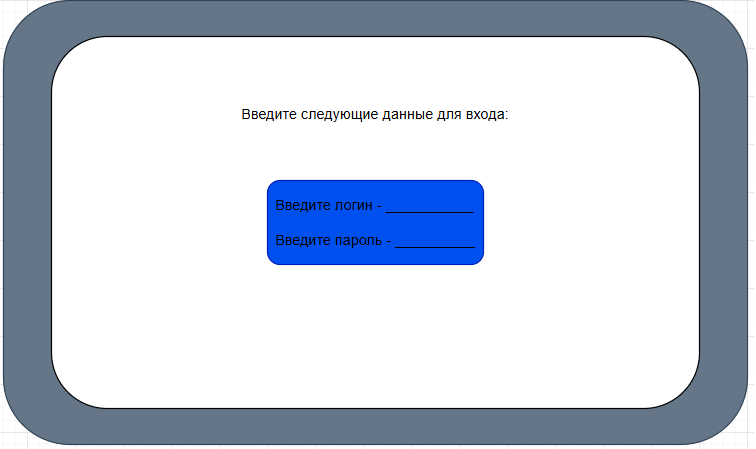 Введите следующие данные для входа:
Введите логин - ___________
Введите пароль - __________